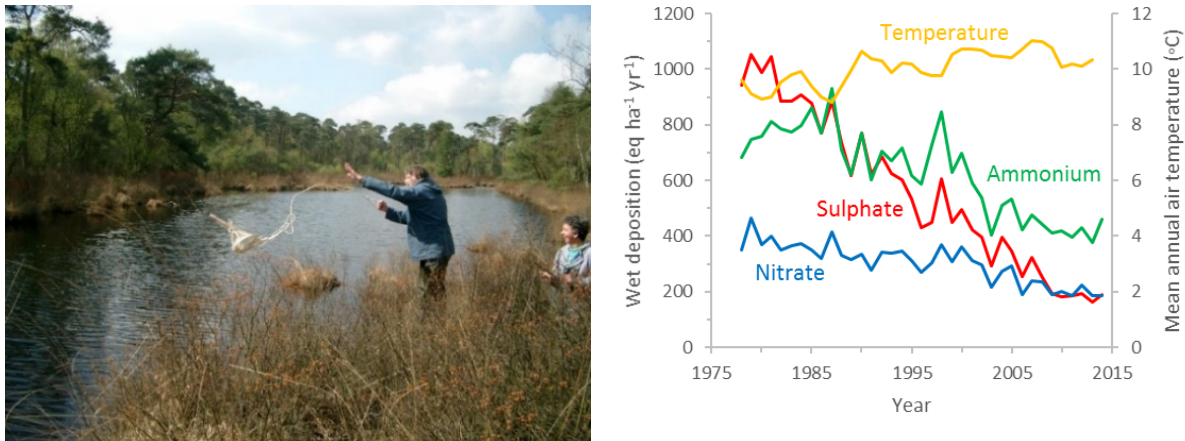 Wet deposition (eq ha-1 yr-1)
1200
1000
800
600
400
200
0
Temperature
Ammonium
Sulphate
Nitrate
12
10
8
6
4
2
0
Mean annual air temperature (°C)
1975 1985 1995 2005 2015
Year